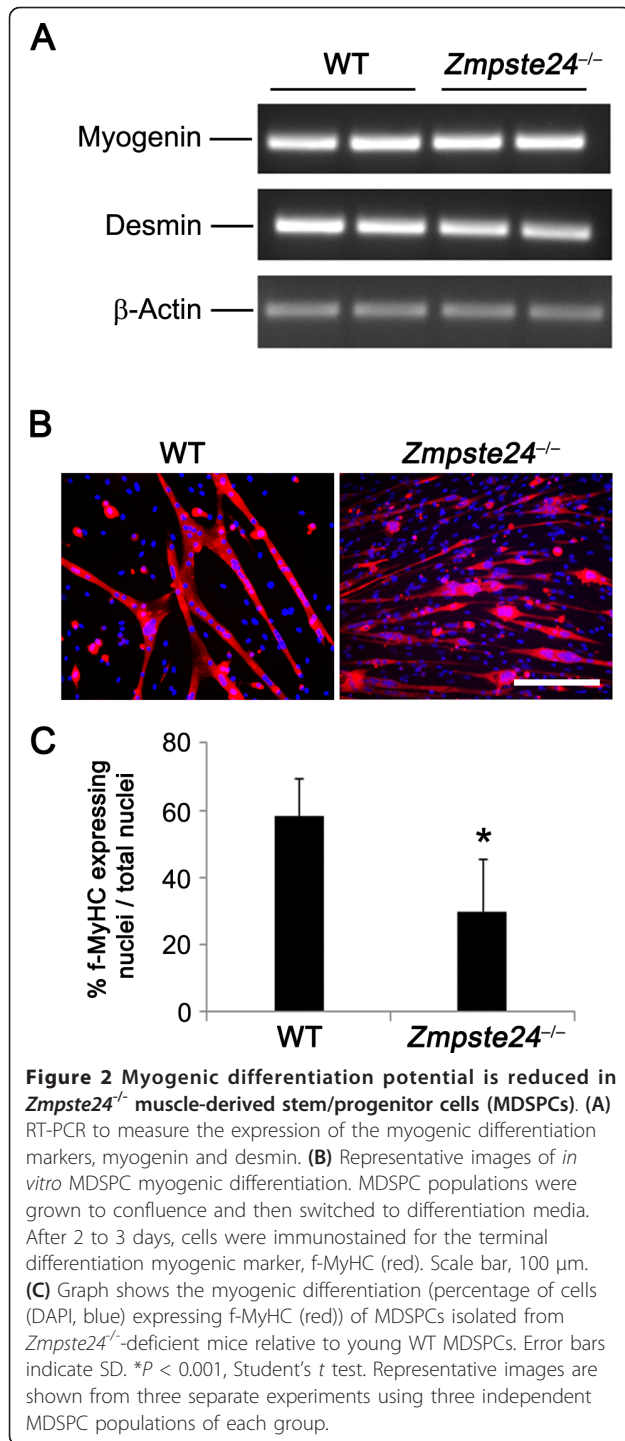 A
WT Zmpste24–/–
Myogenin
Desmin
β-Actin
B
WT Zmpste24–/–
C
% f-MyHC expressing
nuclei / total nuclei
80
60
40
20
0
*
WT Zmpste24–/–
Figure 2 Myogenic differentiation potential is reduced in
Zmpste24-/- muscle-derived stem/progenitor cells (MDSPCs). (A)
RT-PCR to measure the expression of the myogenic differentiation
markers, myogenin and desmin. (B) Representative images of in
vitro MDSPC myogenic differentiation. MDSPC populations were
grown to confluence and then switched to differentiation media.
After 2 to 3 days, cells were immunostained for the terminal
differentiation myogenic marker, f-MyHC (red). Scale bar, 100 μm.
(C) Graph shows the myogenic differentiation (percentage of cells
(DAPI, blue) expressing f-MyHC (red)) of MDSPCs isolated from
Zmpste24-/--deficient mice relative to young WT MDSPCs. Error bars
indicate SD. *P < 0.001, Student's t test. Representative images are
shown from three separate experiments using three independent
MDSPC populations of each group.